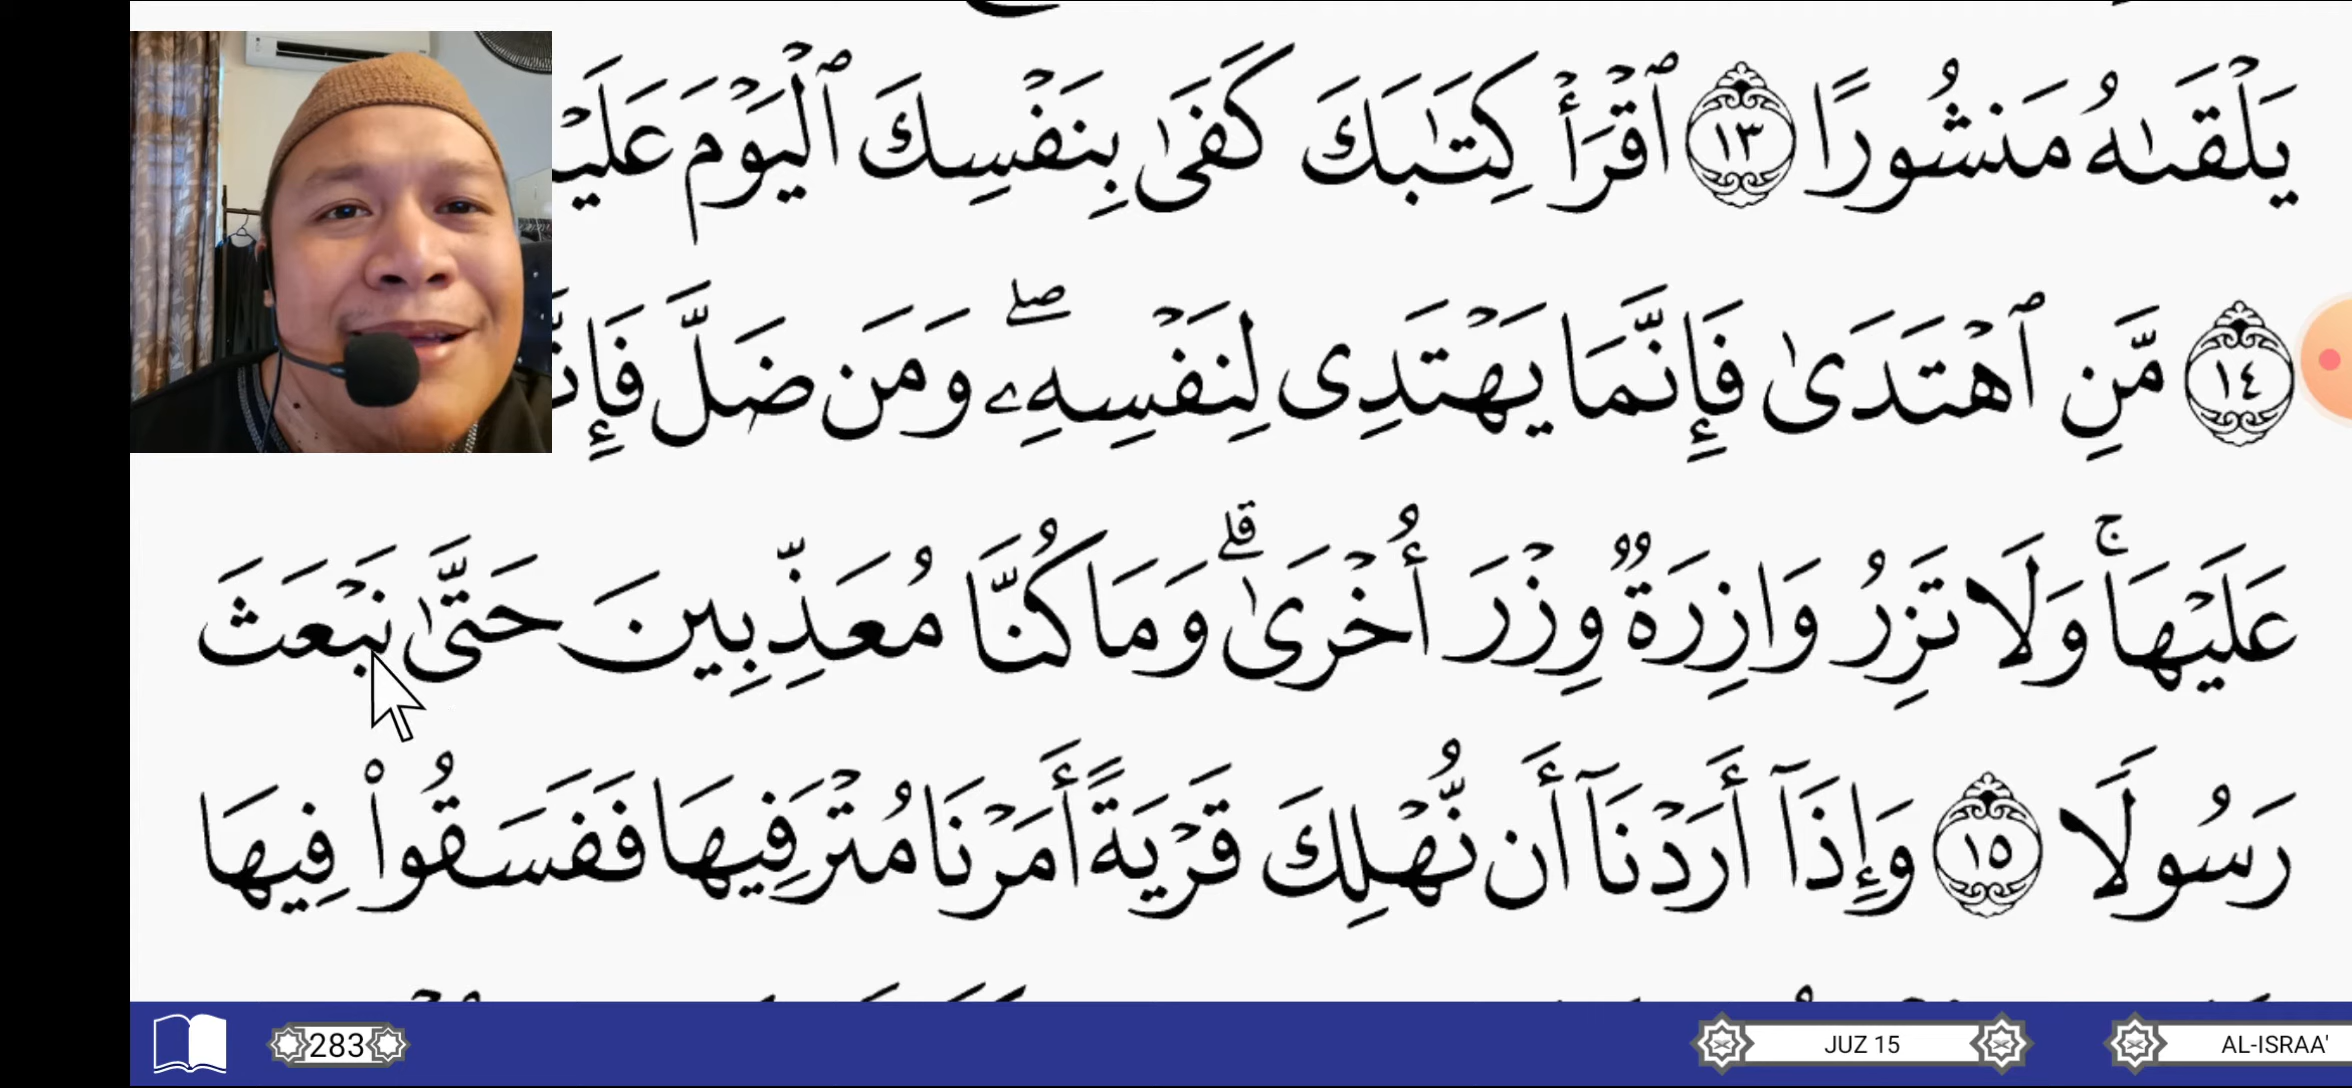 يَلْقَىٰهُ مَنشُورًا ١٣ ٱقْرَأْ كِتَٰبَكَ كَفَىٰ بِنَفْسِكَ ٱلْيَوْمَ
١٤ مَّنِ ٱهْتَدَىٰ فَإِنَّمَا يَهْتَدِى لِنَفْسِهِۦ ۖ وَمَن ضَلَّ
عَلَيْهَا ۚ وَلَا تَزِرُ وَازِرَةٌ وِزْرَ أُخْرَىٰ ۗ وَمَا كُنَّا مُعَذِّبِينَ حَتَّىٰ نَبْعَثَ
رَسُولًا ١٥ وَإِذَآ أَرَدْنَآ أَن نُّهْلِكَ قَرْيَةً أَمَرْنَا مُتْرَفِيهَا فَفَسَقُوا۟ فِيهَا
283 JUZ 15 AL-ISRAA'